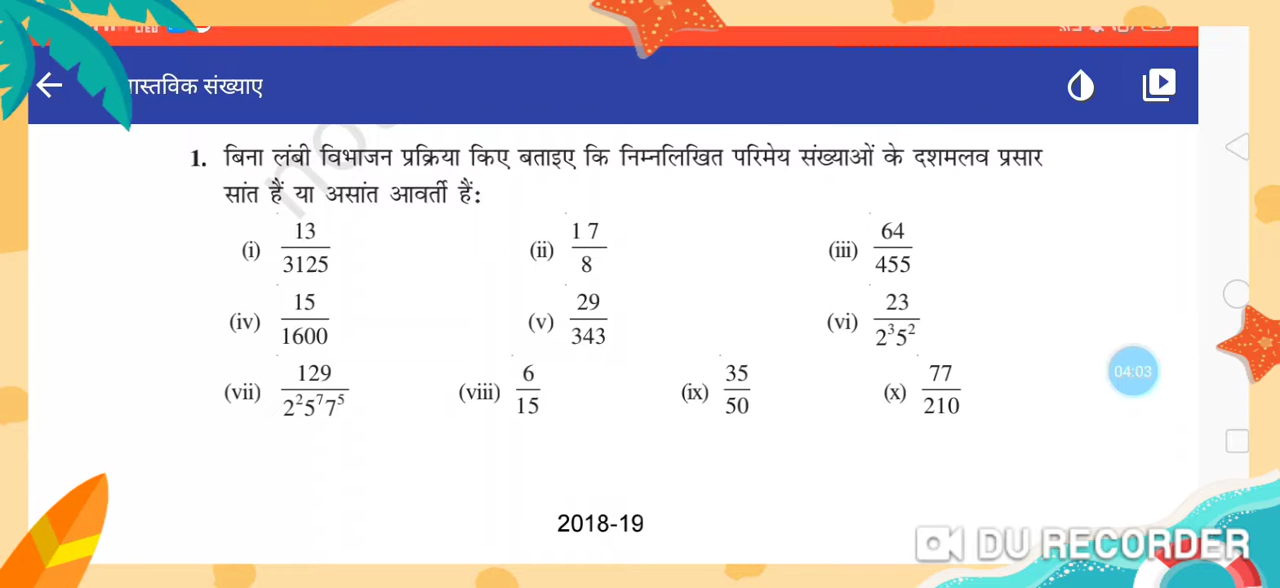 वास्तविक संख्याए
1. बिना लंबी विभाजन प्रक्रिया किए बताइए कि निम्नलिखित परिमेय संख्याओं के दशमलव प्रसार
सांत हैं या असांत आवर्ती हैं:
(i) 13/3125 (ii) 17/8 (iii) 64/455
(iv) 15/1600 (v) 29/343 (vi) 23/2³5²
(vii) 129/2²5⁷7⁵ (viii) 6/15 (ix) 35/50 (x) 77/210
04:03
2018-19
DU RECORDER